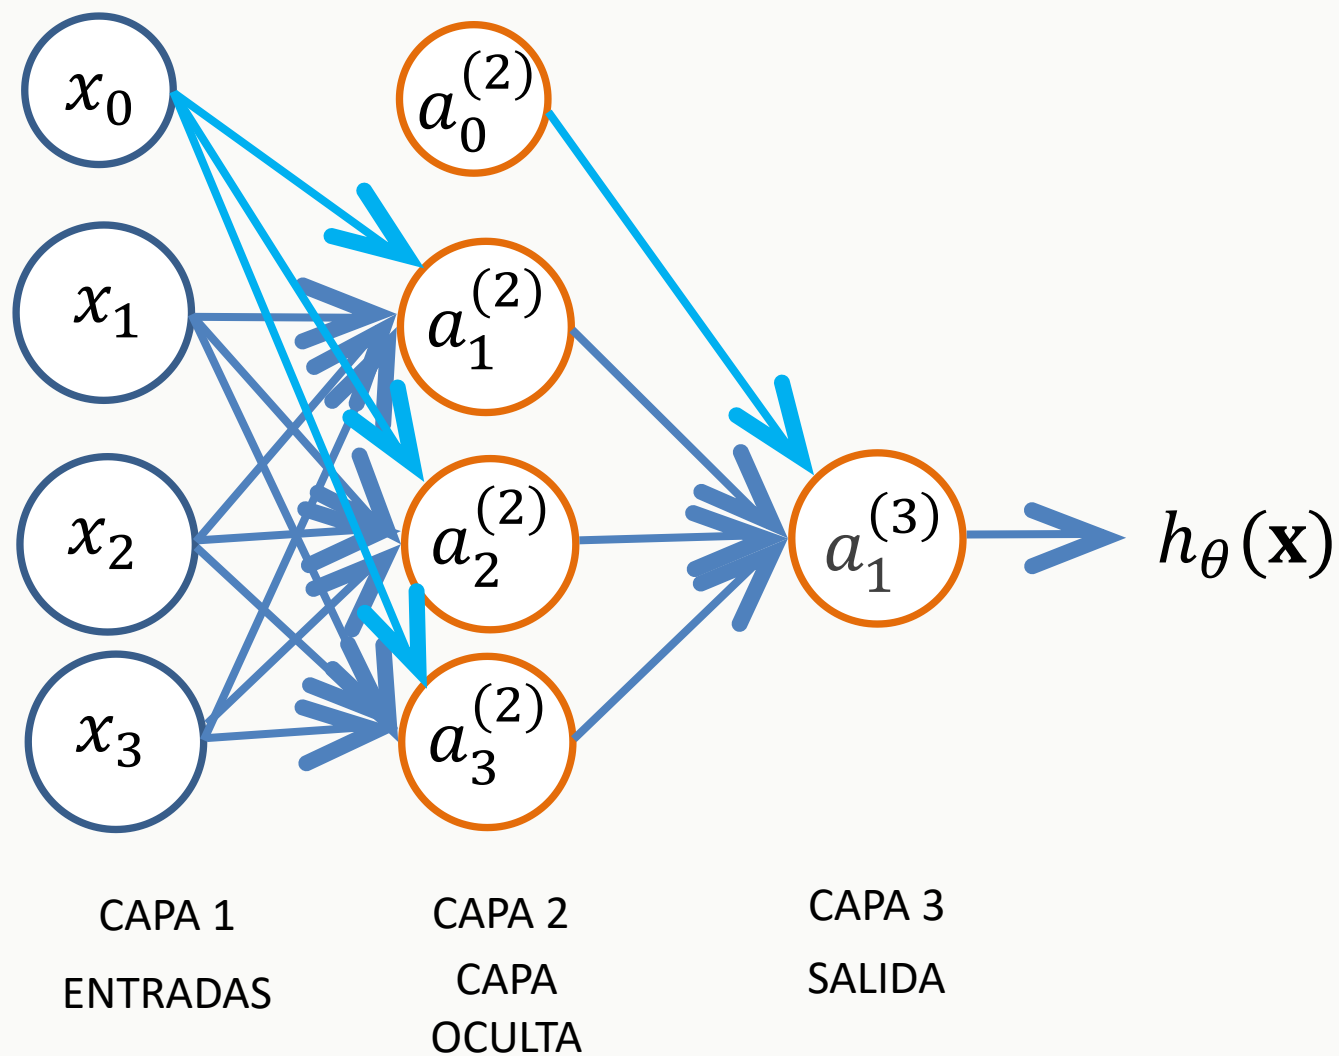 x₀
a₀⁽²⁾
x₁
a₁⁽²⁾
x₂
a₂⁽²⁾
a₁⁽³⁾
h_θ(𝐱)
x₃
a₃⁽²⁾
CAPA 1
CAPA 2
CAPA 3
ENTRADAS
CAPA
OCULTA
SALIDA